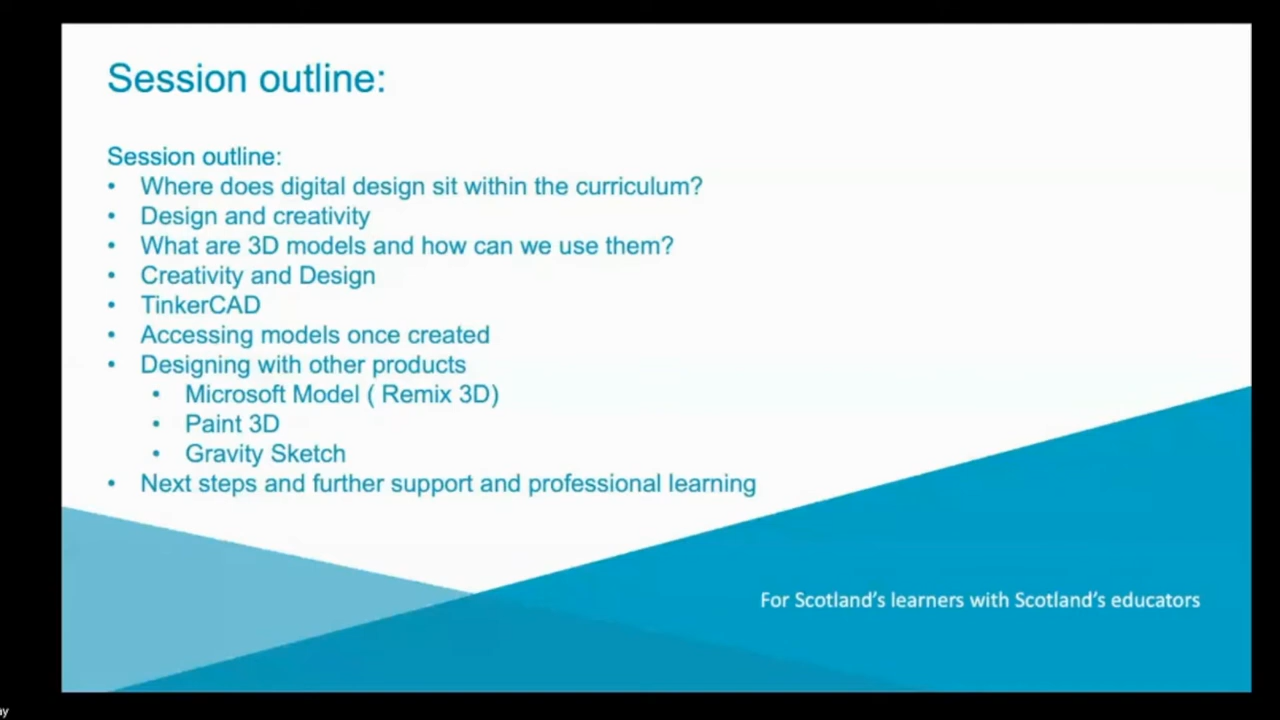 Session outline:
Session outline:
• Where does digital design sit within the curriculum?
• Design and creativity
• What are 3D models and how can we use them?
• Creativity and Design
• TinkerCAD
• Accessing models once created
• Designing with other products
• Microsoft Model ( Remix 3D)
• Paint 3D
• Gravity Sketch
• Next steps and further support and professional learning
For Scotland's learners with Scotland's educators